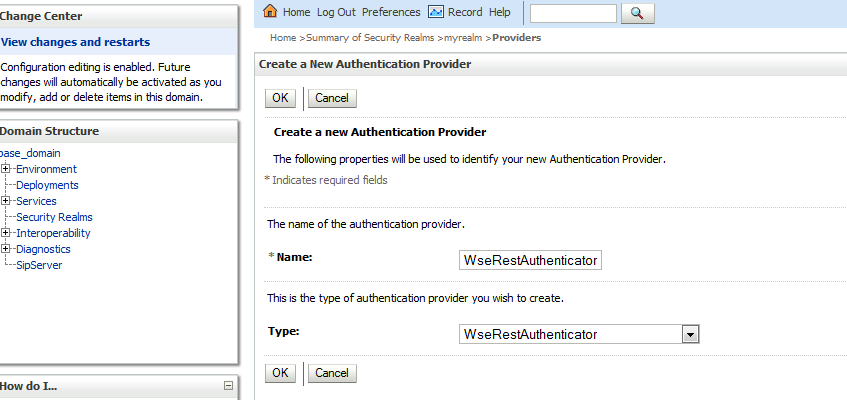 Change Center
View changes and restarts
Configuration editing is enabled. Future
changes will automatically be activated as you
modify, add or delete items in this domain.
Domain Structure
base_domain
Environment
Deployments
Services
Security Realms
Interoperability
Diagnostics
SipServer
How do I...
Home Log Out Preferences Record Help
Home >Summary of Security Realms >myrealm >Providers
Create a New Authentication Provider
OK Cancel
Create a new Authentication Provider
The following properties will be used to identify your new Authentication Provider.
* Indicates required fields
The name of the authentication provider.
* Name: WseRestAuthenticator
This is the type of authentication provider you wish to create.
Type: WseRestAuthenticator
OK Cancel